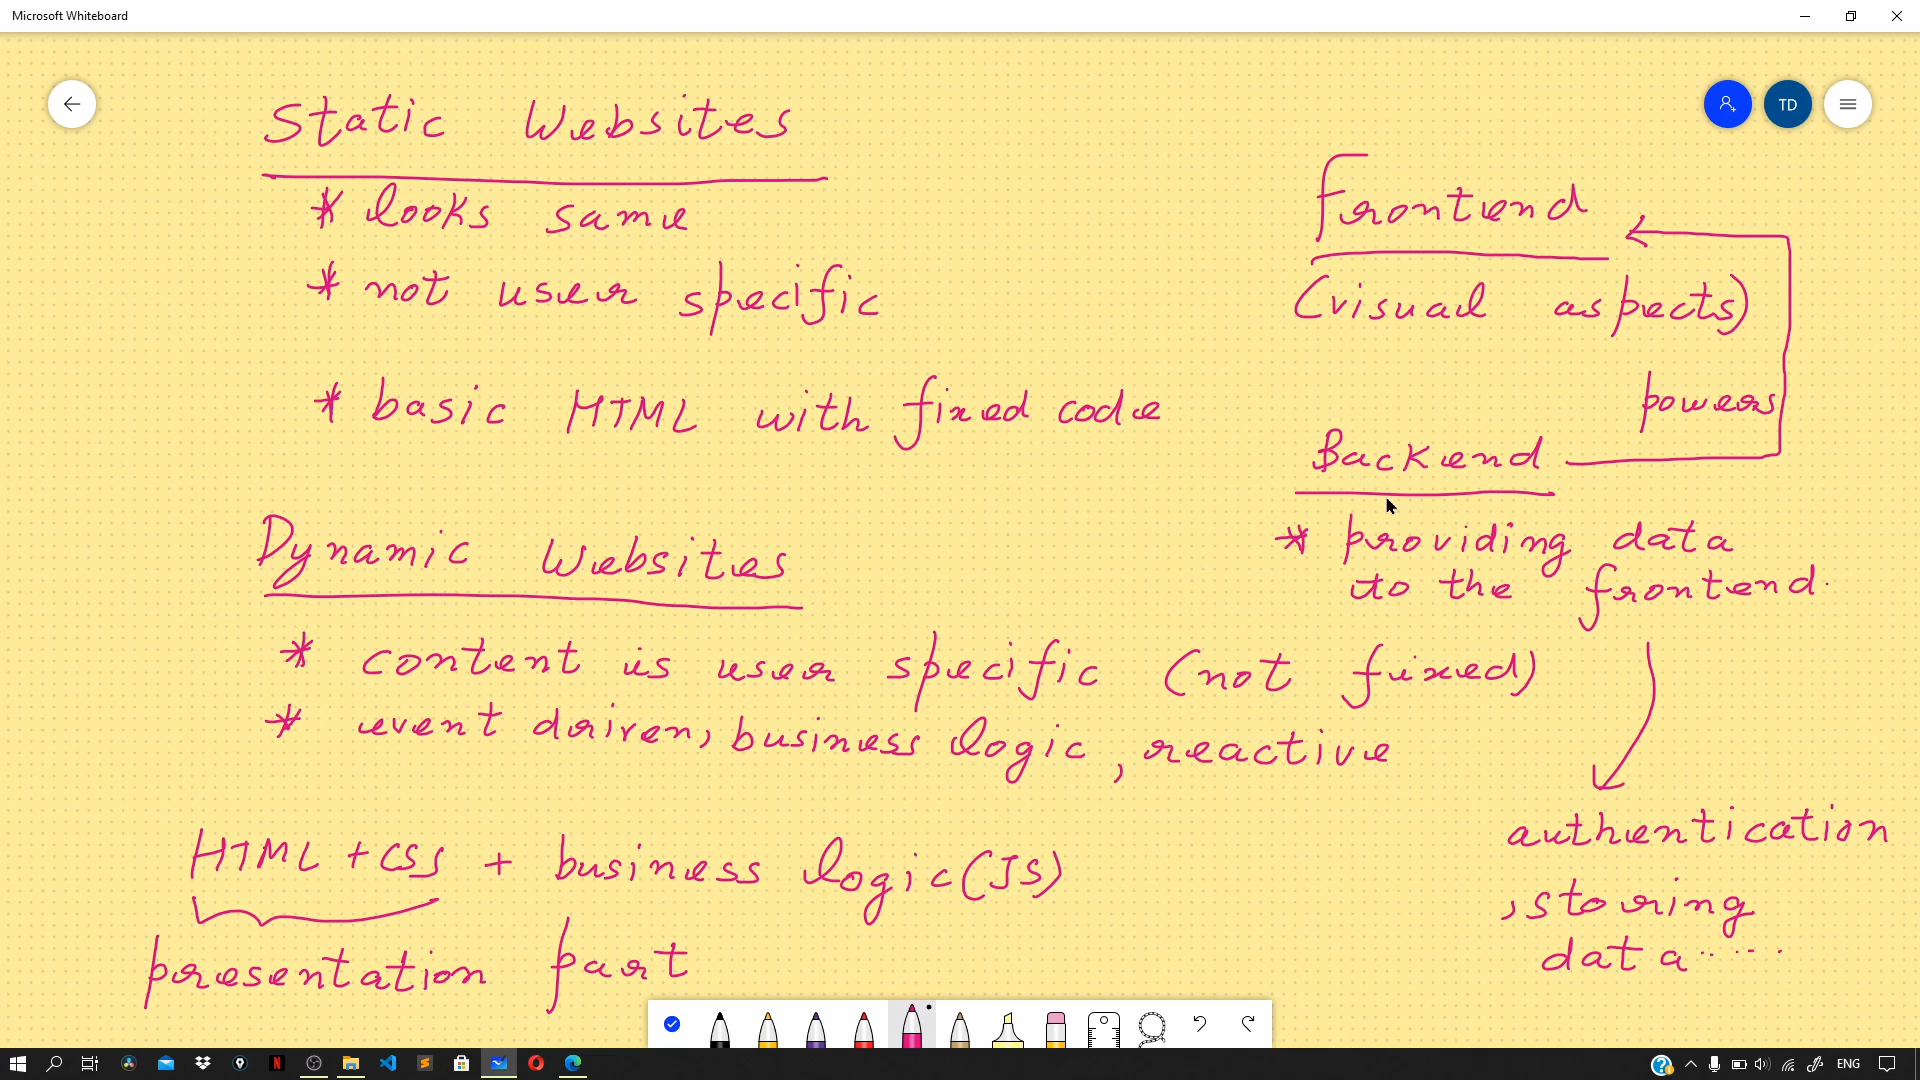 Microsoft Whiteboard
TD
Static Websites
* looks same
* not user specific
* basic HTML with fixed code
Dynamic Websites
* content is user specific (not fixed)
* event driven, business logic, reactive
HTML + CSS + business logic (JS)
presentation part
Frontend
(visual aspects)
powers
Backend
* providing data
to the frontend.
authentication
, storing
data.....
ENG